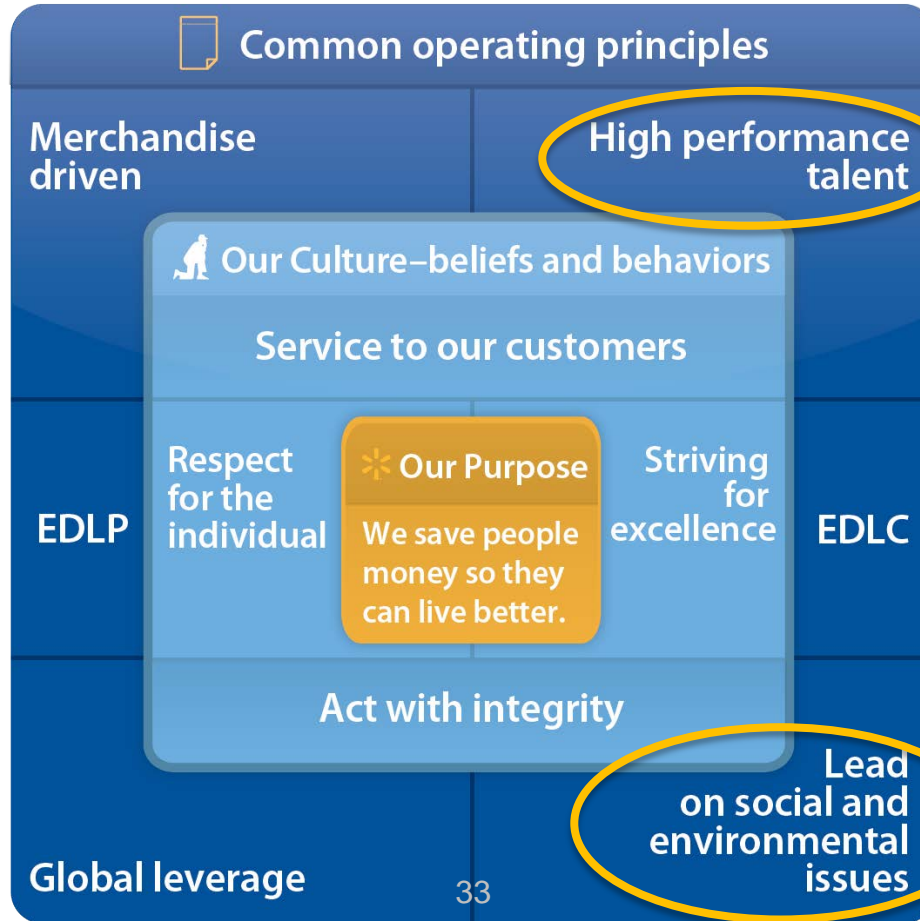 Common operating principles
Merchandise
driven
High performance
talent
Our Culture–beliefs and behaviors
Service to our customers
Respect
for the
individual
Our Purpose
We save people
money so they
can live better.
Striving
for
excellence
EDLP
EDLC
Act with integrity
Global leverage
Lead
on social and
environmental
issues
33